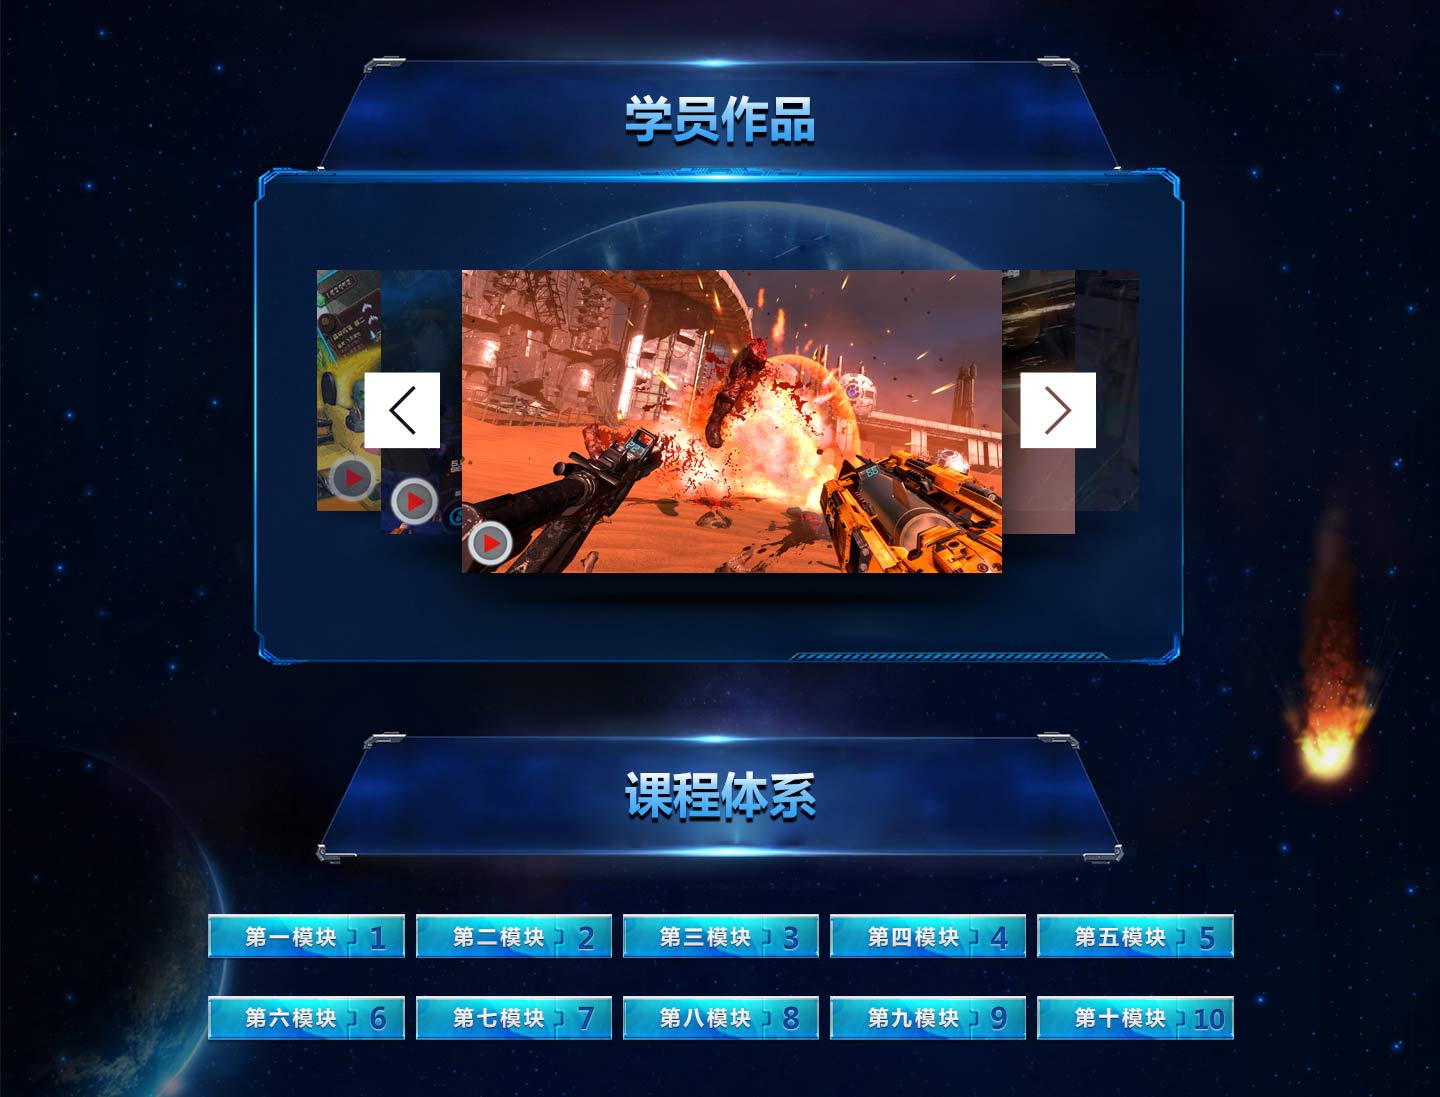 学员作品
课程体系
第一模块 1
第二模块 2
第三模块 3
第四模块 4
第五模块 5
第六模块 6
第七模块 7
第八模块 8
第九模块 9
第十模块 10